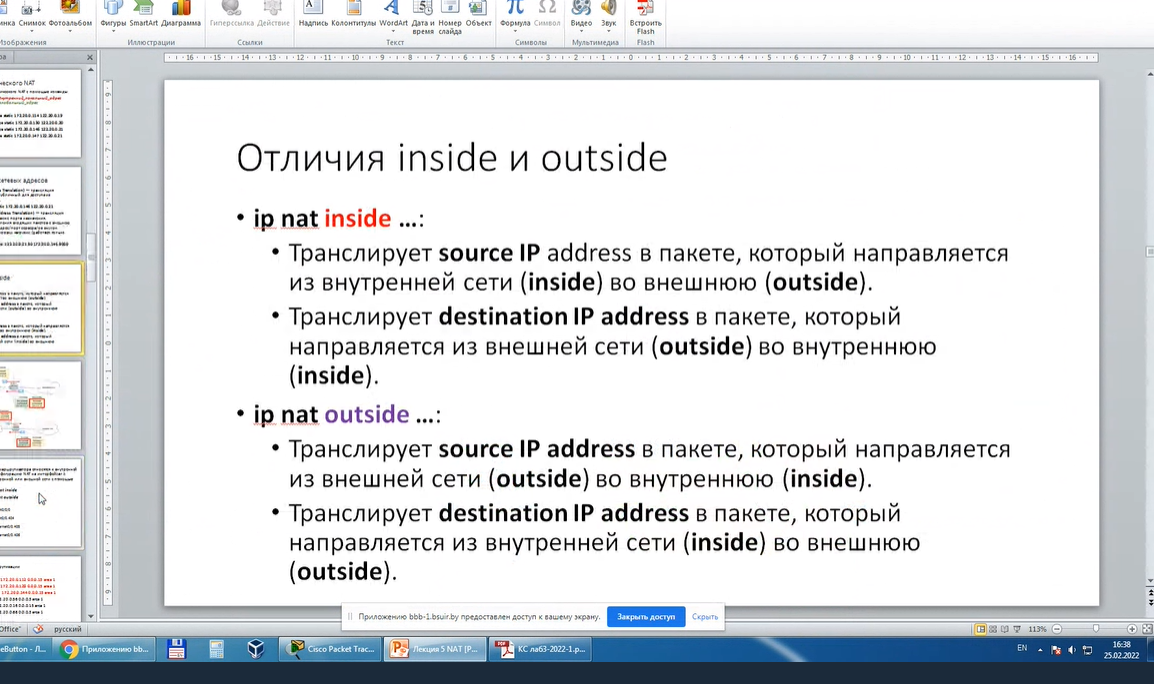 Снимок Фотоальбом Фигуры SmartArt Диаграмма Гиперссылка Действие Надпись Колонтитулы WordArt Дата и время Номер слайда Объект Формула Символ Видео Звук Встроить Flash
Иллюстрации Ссылки Текст Символы Мультимедиа Flash
Отличия inside и outside
• ip nat inside ...:
• Транслирует source IP address в пакете, который направляется
из внутренней сети (inside) во внешнюю (outside).
• Транслирует destination IP address в пакете, который
направляется из внешней сети (outside) во внутреннюю
(inside).
• ip nat outside ...:
• Транслирует source IP address в пакете, который направляется
из внешней сети (outside) во внутреннюю (inside).
• Транслирует destination IP address в пакете, который
направляется из внутренней сети (inside) во внешнюю
(outside).
Приложению bbb-1.bsuir.by предоставлен доступ к вашему экрану. Закрыть доступ Скрыть
русский 113%
Приложению bb... Cisco Packet Trac... Лекция 5 NAT [P... КС лаб3-2022-1.p... EN 16:38
25.02.2022